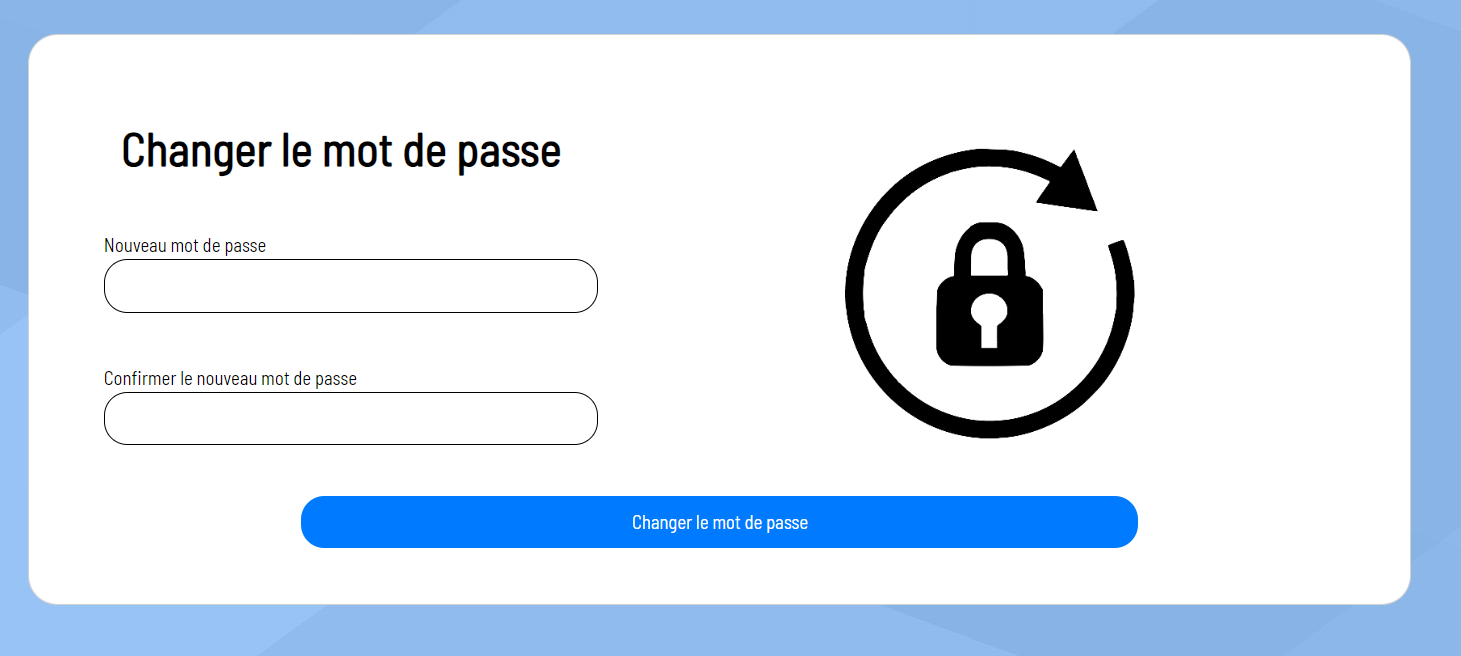 Changer le mot de passe
Nouveau mot de passe
Confirmer le nouveau mot de passe
Changer le mot de passe